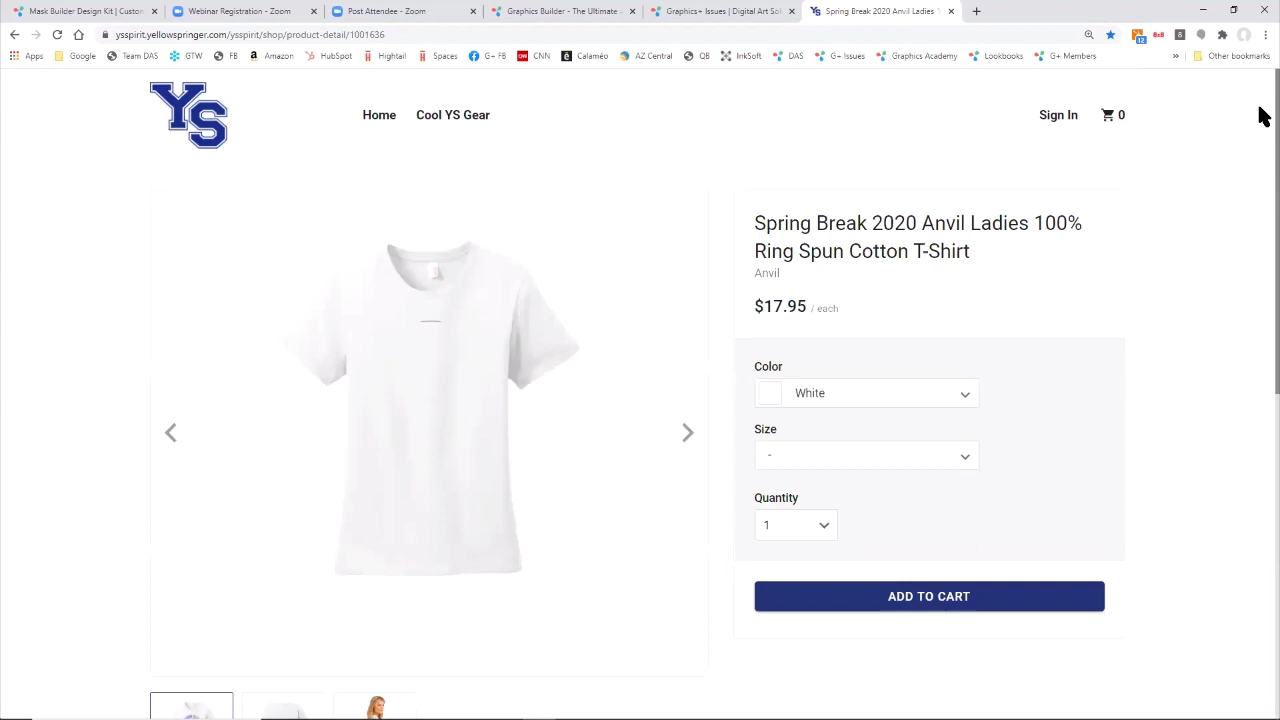 Mask Builder Design Kit | Custom
Webinar Registration - Zoom
Post Attendee - Zoom
Graphics Builder - The Ultimate
Graphics+ Issues | Digital Art Sol
Spring Break 2020 Anvil Ladies 1
ysspirit.yellowspringer.com/ysspirit/shop/product-detail/1001636
12
Apps
Google
Team DAS
GTW
FB
Amazon
HubSpot
Hightail
Spaces
G+ FB
CNN
Calaméo
AZ Central
QB
InkSoft
DAS
G+ Issues
Graphics Academy
Lookbooks
G+ Members
»
Other bookmarks
YS
Home
Cool YS Gear
Sign In
0
Spring Break 2020 Anvil Ladies 100%
Ring Spun Cotton T-Shirt
Anvil
$17.95 / each
Color
White
Size
-
Quantity
1
ADD TO CART